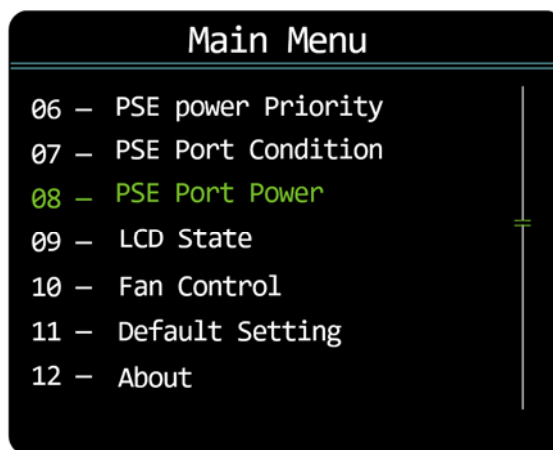 Main Menu
06 — PSE power Priority
07 — PSE Port Condition
08 — PSE Port Power
09 — LCD State
10 — Fan Control
11 — Default Setting
12 — About